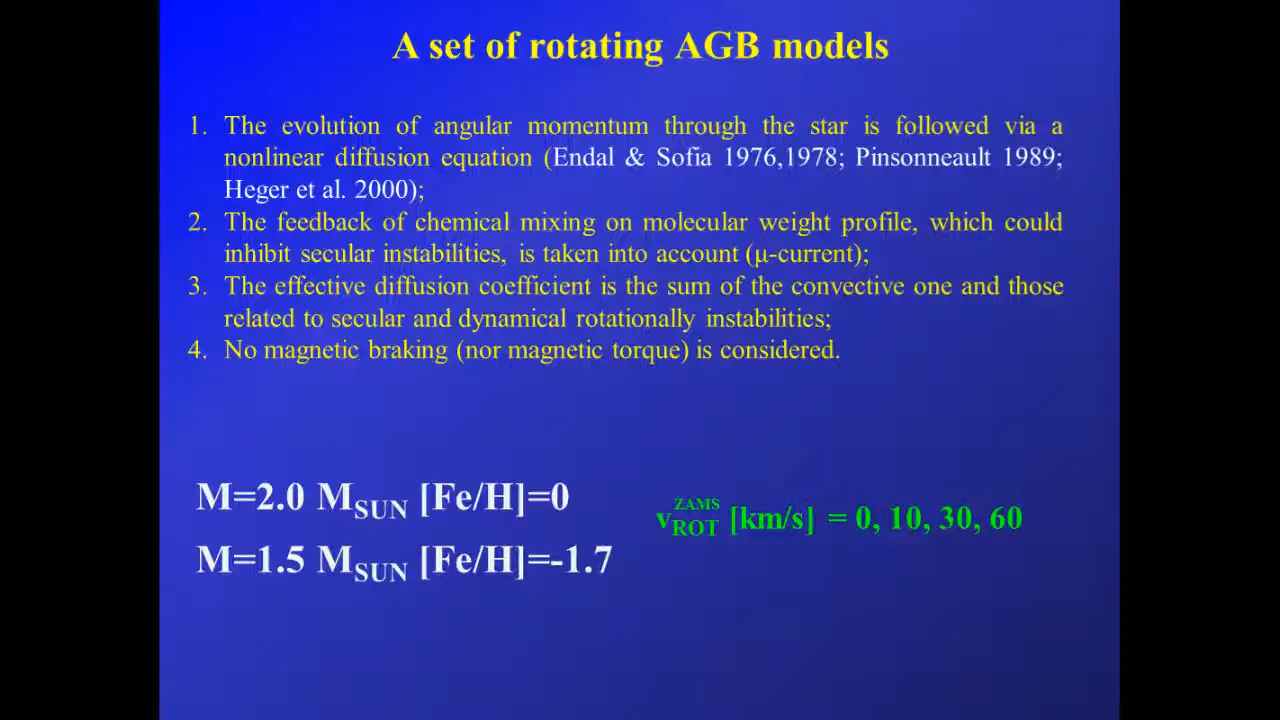 A set of rotating AGB models
1. The evolution of angular momentum through the star is followed via a
nonlinear diffusion equation (Endal & Sofia 1976,1978; Pinsonneault 1989;
Heger et al. 2000);
2. The feedback of chemical mixing on molecular weight profile, which could
inhibit secular instabilities, is taken into account (μ-current);
3. The effective diffusion coefficient is the sum of the convective one and those
related to secular and dynamical rotationally instabilities;
4. No magnetic braking (nor magnetic torque) is considered.
M=2.0 MSUN [Fe/H]=0
vROT ZAMS [km/s] = 0, 10, 30, 60
M=1.5 MSUN [Fe/H]=-1.7